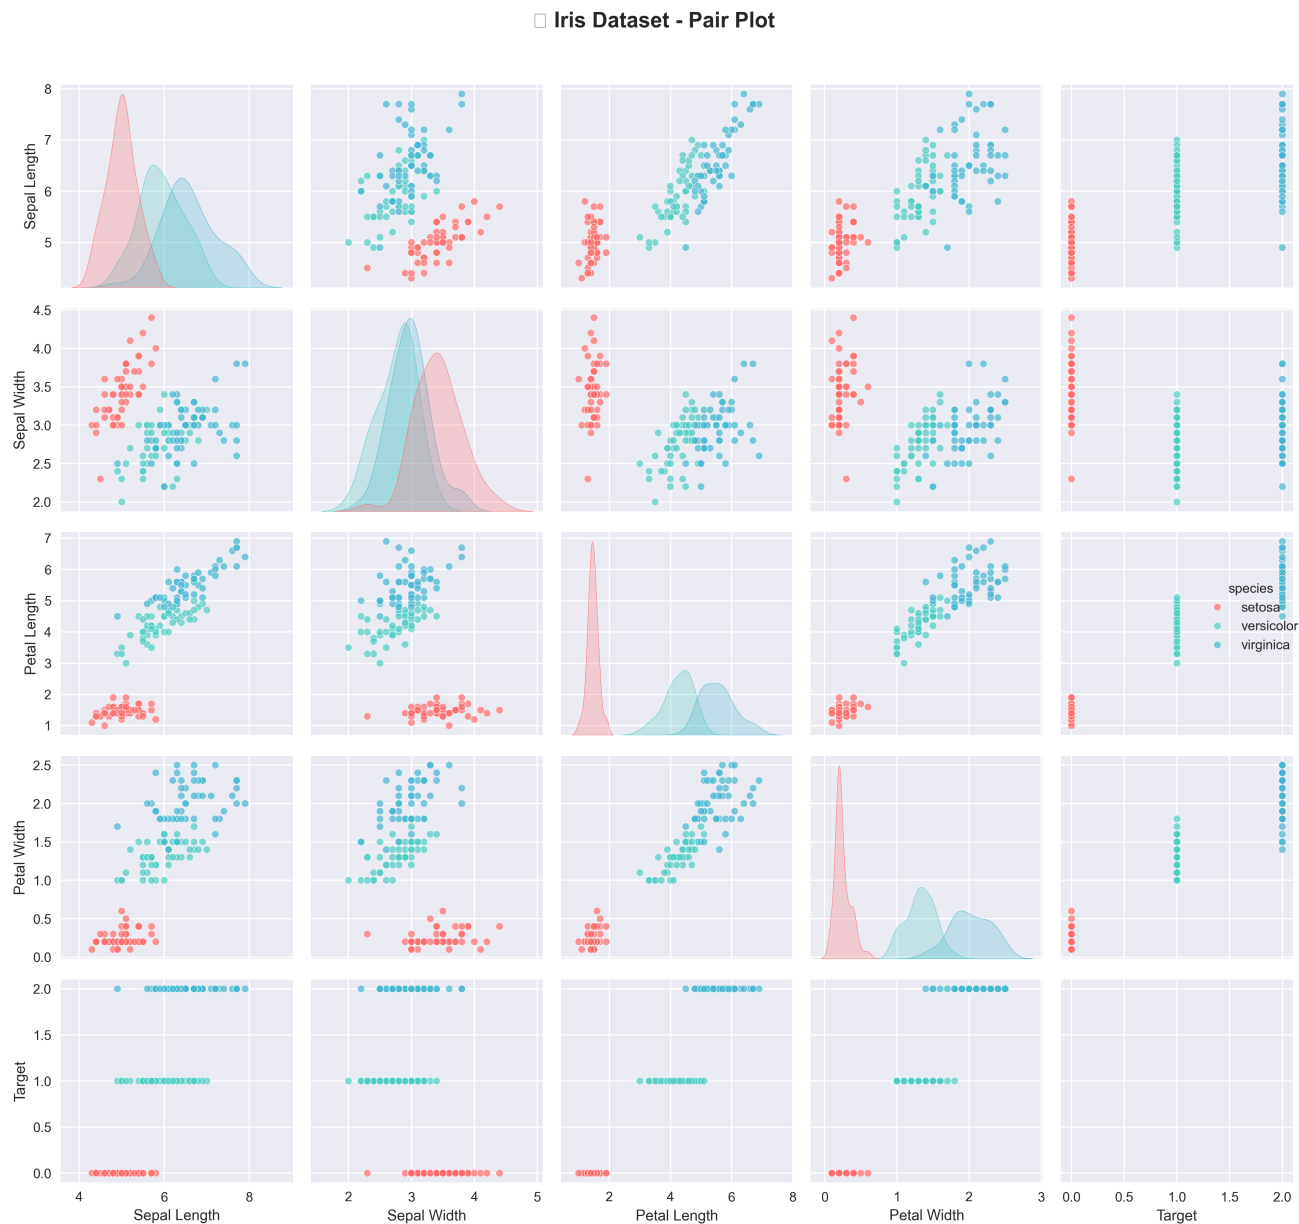 Iris Dataset - Pair Plot
8
7
6
5
Sepal Length
4.5
4.0
3.5
3.0
2.5
2.0
Sepal Width
7
6
5
4
3
2
1
Petal Length
species
setosa
versicolor
virginica
2.5
2.0
1.5
1.0
0.5
0.0
Petal Width
2.0
1.5
1.0
0.5
0.0
Target
4 6 8
Sepal Length
2 3 4 5
Sepal Width
2 4 6 8
Petal Length
0 1 2 3
Petal Width
0.0 0.5 1.0 1.5 2.0
Target